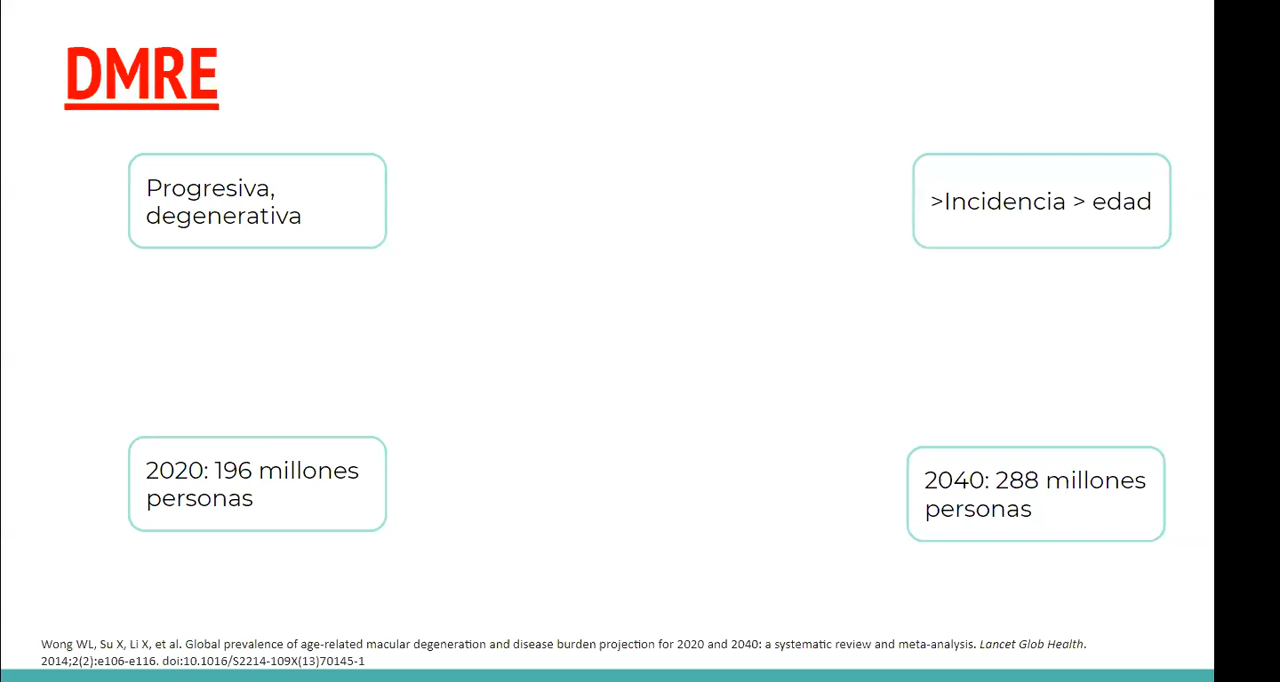 DMRE
Progresiva,
degenerativa
>Incidencia > edad
2020: 196 millones
personas
2040: 288 millones
personas
Wong WL, Su X, Li X, et al. Global prevalence of age-related macular degeneration and disease burden projection for 2020 and 2040: a systematic review and meta-analysis. Lancet Glob Health.
2014;2(2):e106-e116. doi:10.1016/S2214-109X(13)70145-1